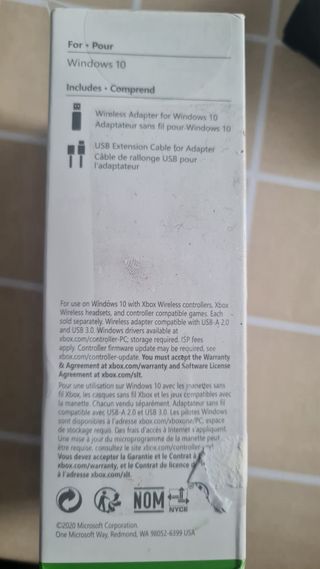 For • Pour
Windows 10
Includes • Comprend
Wireless Adapter for Windows 10
Adaptateur sans fil pour Windows 10
USB Extension Cable for Adapter
Câble de rallonge USB pour
l'adaptateur
For use on Windows 10 with Xbox Wireless controllers, Xbox
Wireless headsets, and controller compatible games. Each
sold separately. Wireless adapter compatible with USB-A 2.0
and USB 3.0. Windows drivers available at
xbox.com/controller-PC; storage required. ISP fees
apply. Controller firmware update may be required, see
xbox.com/controller-update. You must accept the Warranty
& Agreement at xbox.com/warranty and Software License
Agreement at xbox.com/slt.
Pour une utilisation sur Windows 10 avec les manettes sans
fil Xbox, les casques sans fil Xbox et les jeux compatibles avec
la manette. Chacun vendu séparément. Adaptateur sans fil
compatible avec USB-A 2.0 et USB 3.0. Les pilotes Windows
sont disponibles à l'adresse xbox.com/xboxone/PC; espace
de stockage requis. Des frais d'accès à Internet s'appliquent.
Une mise à jour du microprogramme de la manette peut
être requise: consultez le site xbox.com/controller
Vous devez accepter la Garantie et le Contrat à
xbox.com/warranty, et le Contrat de licence
à l'adresse xbox.com/slt.
NOM
NYCE
©2020 Microsoft Corporation.
One Microsoft Way, Redmond, WA 98052-6399 USA